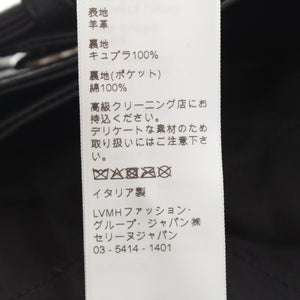 表地
羊革
裏地
キュプラ100%
裏地(ポケット)
綿100%
高級クリーニング店にお
持込ください。
デリケートな素材のため
取り扱いにはご注意下さ
い。
イタリア製
LVMHファッション・
グループ・ジャパン㈱
セリーヌジャパン
03-5414-1401